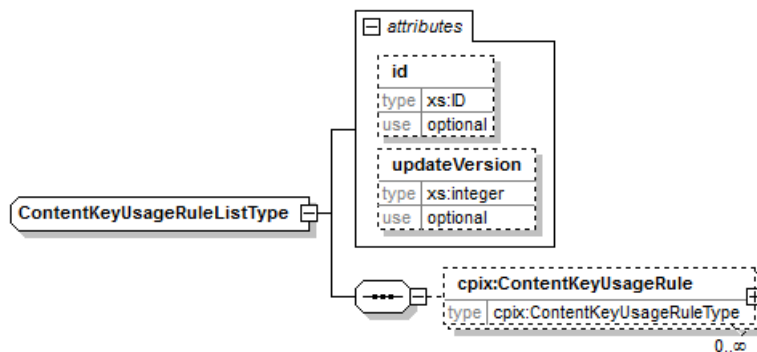 attributes
id
type xs:ID
use optional
updateVersion
type xs:integer
use optional
ContentKeyUsageRuleListType
cpix:ContentKeyUsageRule
type cpix:ContentKeyUsageRuleType
0..∞